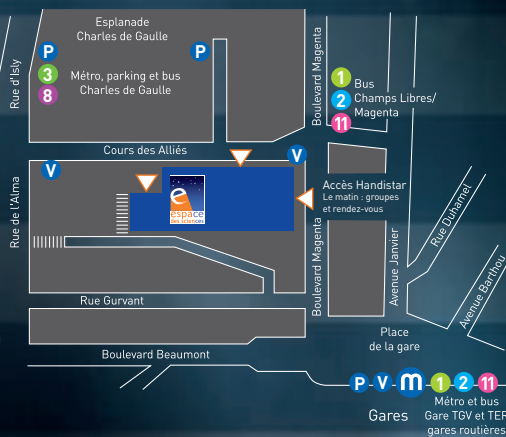 Esplanade
Charles de Gaulle
P
P
3
8
Métro, parking et bus
Charles de Gaulle
Rue d'Isly
Boulevard Magenta
1
2
11
Bus
Champs Libres/
Magenta
Cours des Alliés
V
V
e
espace
des sciences
Accès Handistar
Le matin : groupes
et rendez-vous
Rue de l'Alma
Boulevard Magenta
Avenue Janvier
Rue Duhamel
Avenue Barthou
Rue Gurvant
Place
de la gare
Boulevard Beaumont
P V m 1 2 11
Gares
Métro et bus
Gare TGV et TER
gares routières